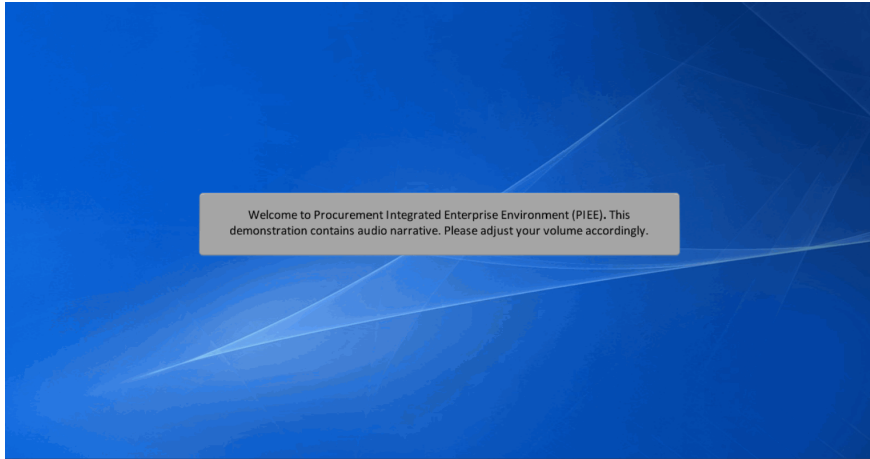 Welcome to Procurement Integrated Enterprise Environment (PIEE). This
demonstration contains audio narrative. Please adjust your volume accordingly.